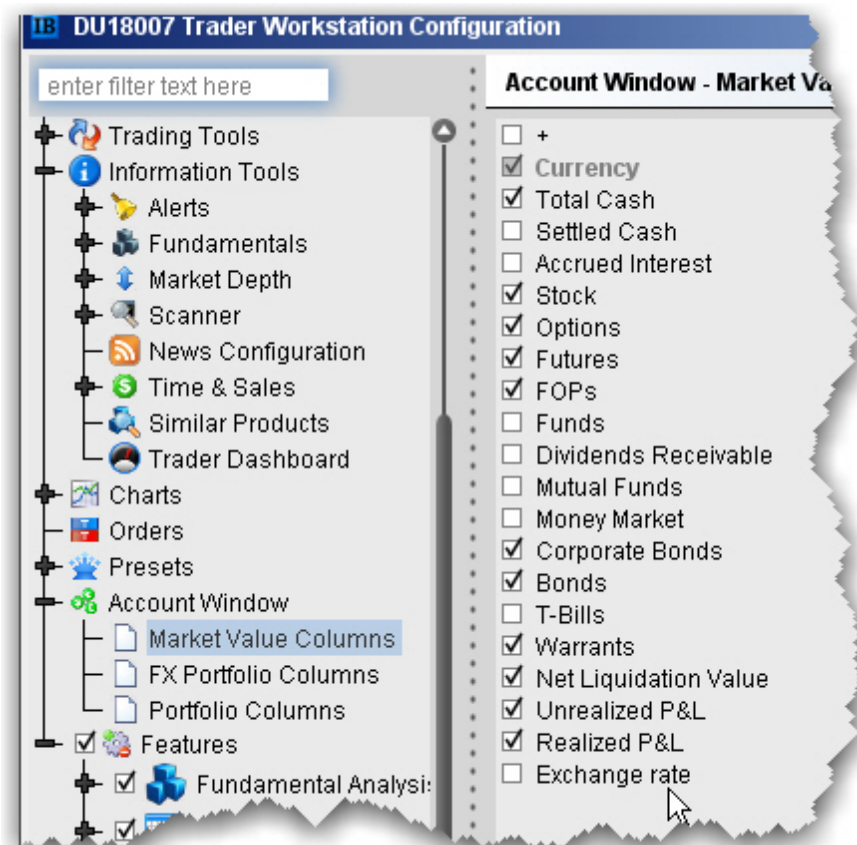 IB DU18007 Trader Workstation Configuration
enter filter text here
Trading Tools
Information Tools
Alerts
Fundamentals
Market Depth
Scanner
News Configuration
Time & Sales
Similar Products
Trader Dashboard
Charts
Orders
Presets
Account Window
Market Value Columns
FX Portfolio Columns
Portfolio Columns
Features
Fundamental Analysi
Account Window - Market Va
+
Currency
Total Cash
Settled Cash
Accrued Interest
Stock
Options
Futures
FOPs
Funds
Dividends Receivable
Mutual Funds
Money Market
Corporate Bonds
Bonds
T-Bills
Warrants
Net Liquidation Value
Unrealized P&L
Realized P&L
Exchange rate